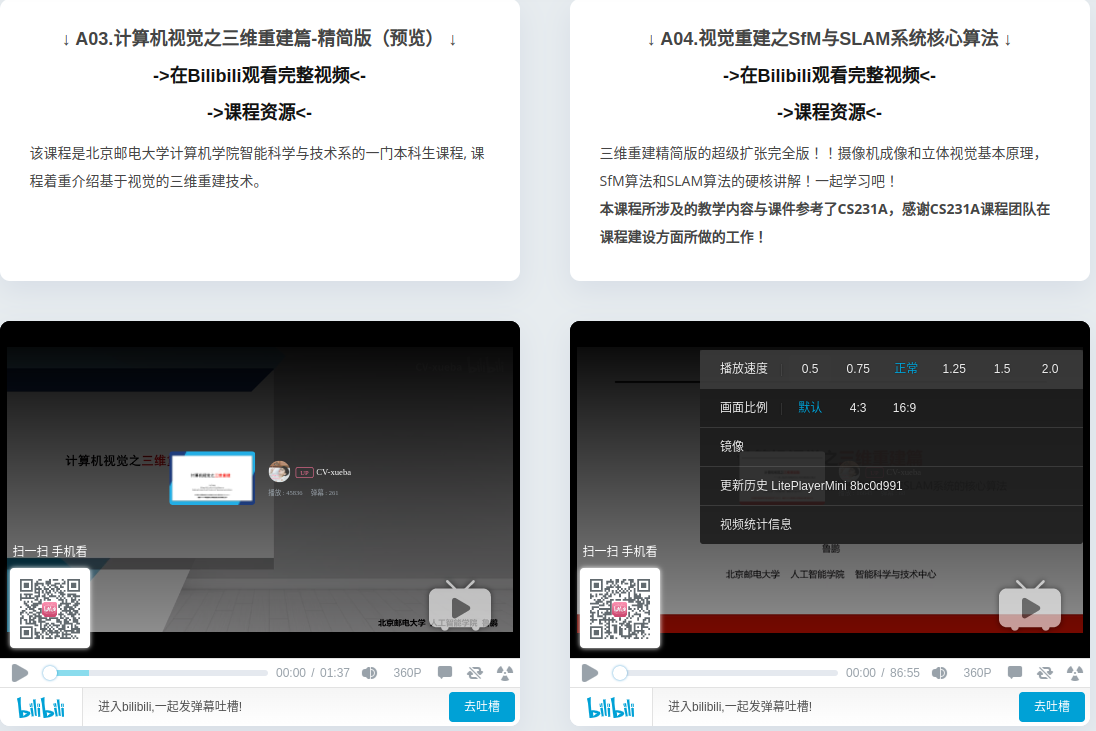 ↓ A03.计算机视觉之三维重建篇-精简版（预览） ↓
->在Bilibili观看完整视频<-
->课程资源<-
该课程是北京邮电大学计算机学院智能科学与技术系的一门本科生课程, 课
程着重介绍基于视觉的三维重建技术。
↓ A04.视觉重建之SfM与SLAM系统核心算法 ↓
->在Bilibili观看完整视频<-
->课程资源<-
三维重建精简版的超级扩张完全版！！摄像机成像和立体视觉基本原理，
SfM算法和SLAM算法的硬核讲解！一起学习吧！
本课程所涉及的教学内容与课件参考了CS231A，感谢CS231A课程团队在
课程建设方面所做的工作！
计算机视觉之三维
UP CV-xueba
播放 : 45836 弹幕 : 261
扫一扫 手机看
北京邮电大学 人工智能学院 鲁鹏
00:00 / 01:37 360P
bilibili 进入bilibili,一起发弹幕吐槽! 去吐槽
播放速度 0.5 0.75 正常 1.25 1.5 2.0
画面比例 默认 4:3 16:9
镜像
更新历史 LitePlayerMini 8bc0d991
视频统计信息
扫一扫 手机看
鲁鹏
北京邮电大学 人工智能学院 智能科学与技术中心
00:00 / 86:55 360P
bilibili 进入bilibili,一起发弹幕吐槽! 去吐槽